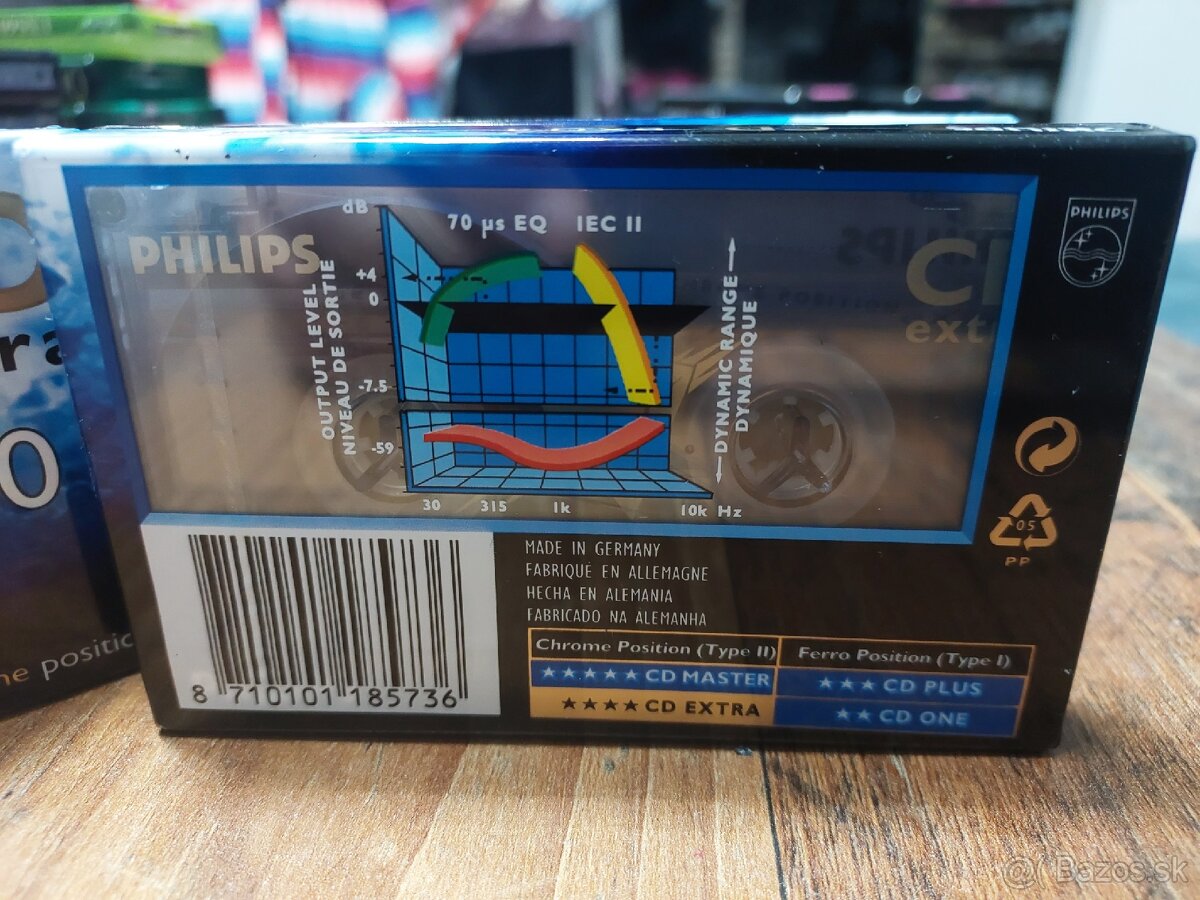 PHILIPS
dB
70 µs EQ IEC II
+4
0
-7.5
-59
OUTPUT LEVEL
NIVEAU DE SORTIE
DYNAMIC RANGE
DYNAMIQUE
30 315 1k 10k Hz
PHILIPS
05
PP
0
8 710101 185736
MADE IN GERMANY
FABRIQUE EN ALLEMAGNE
HECHA EN ALEMANIA
FABRICADO NA ALEMANHA
Chrome Position (Type II)
★★★★★ CD MASTER
★★★★ CD EXTRA
Ferro Position (Type I)
★★★ CD PLUS
★★ CD ONE
@ Bazos.sk